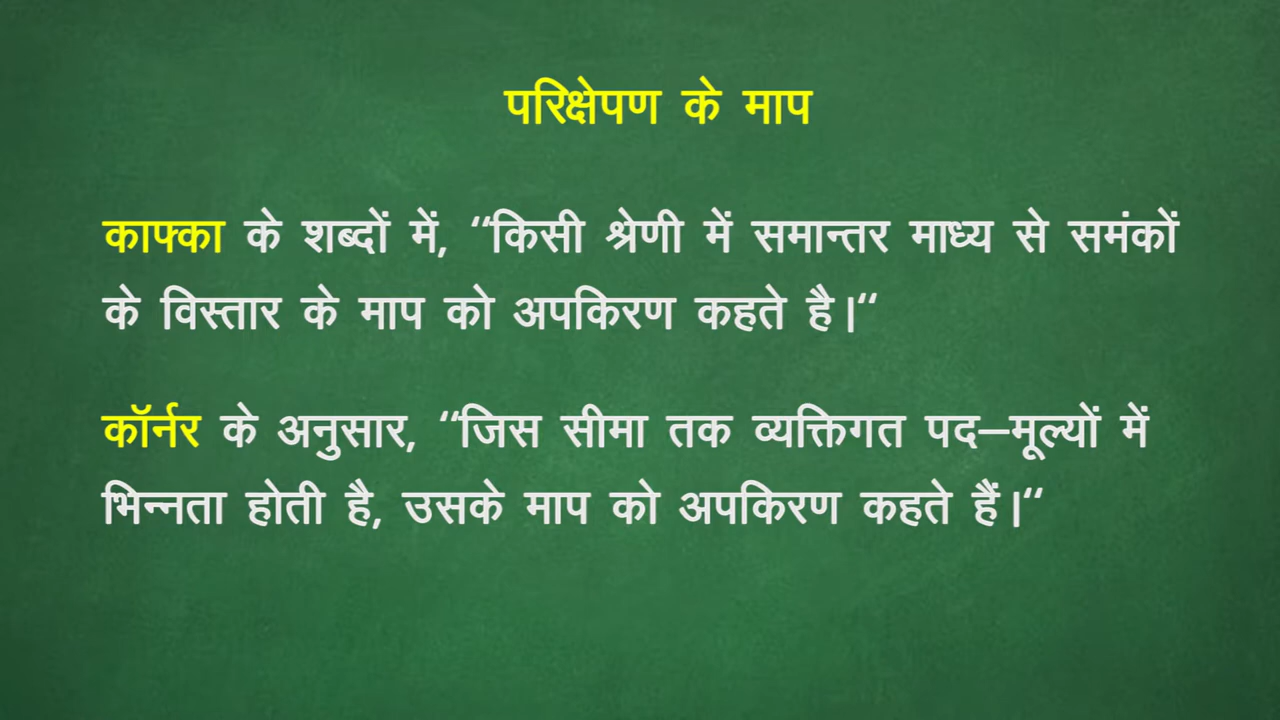 परिक्षेपण के माप
काफ्का के शब्दों में, “किसी श्रेणी में समान्तर माध्य से समंकों
के विस्तार के माप को अपकिरण कहते है।“
कॉर्नर के अनुसार, “जिस सीमा तक व्यक्तिगत पद–मूल्यों में
भिन्नता होती है, उसके माप को अपकिरण कहते हैं।“